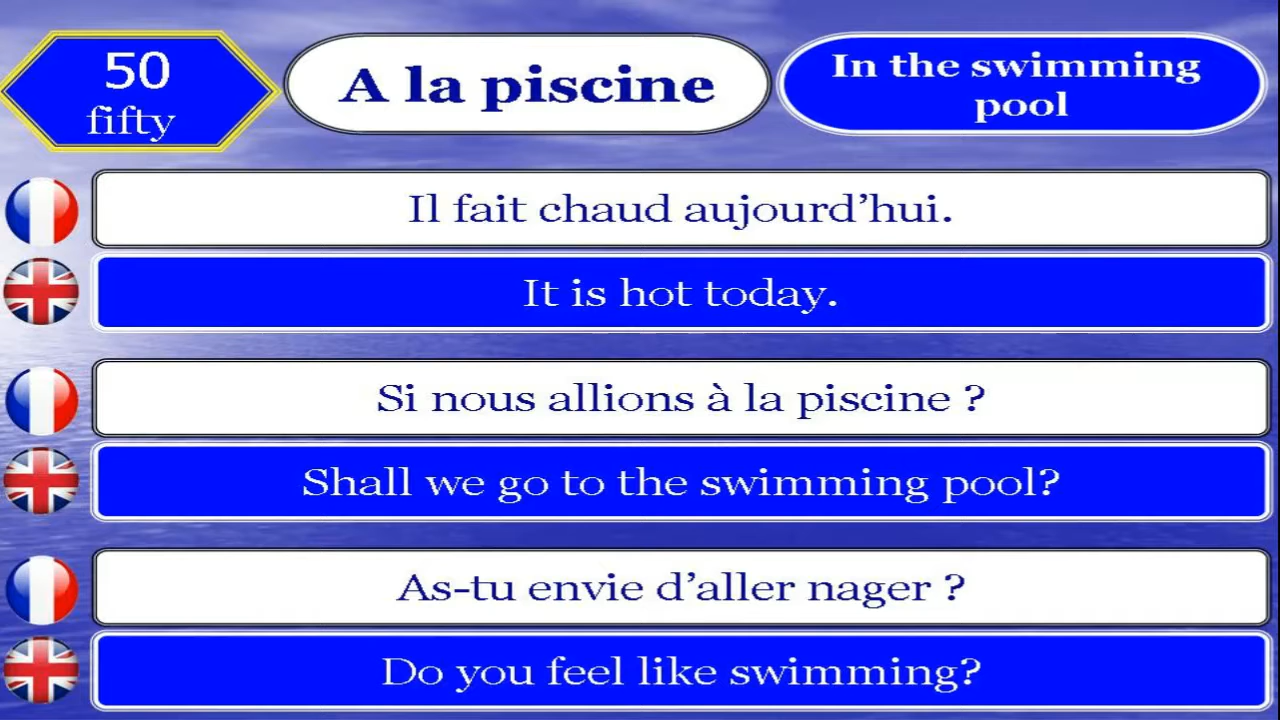 50
fifty
A la piscine
In the swimming
pool
Il fait chaud aujourd’hui.
It is hot today.
Si nous allions à la piscine ?
Shall we go to the swimming pool?
As-tu envie d’aller nager ?
Do you feel like swimming?